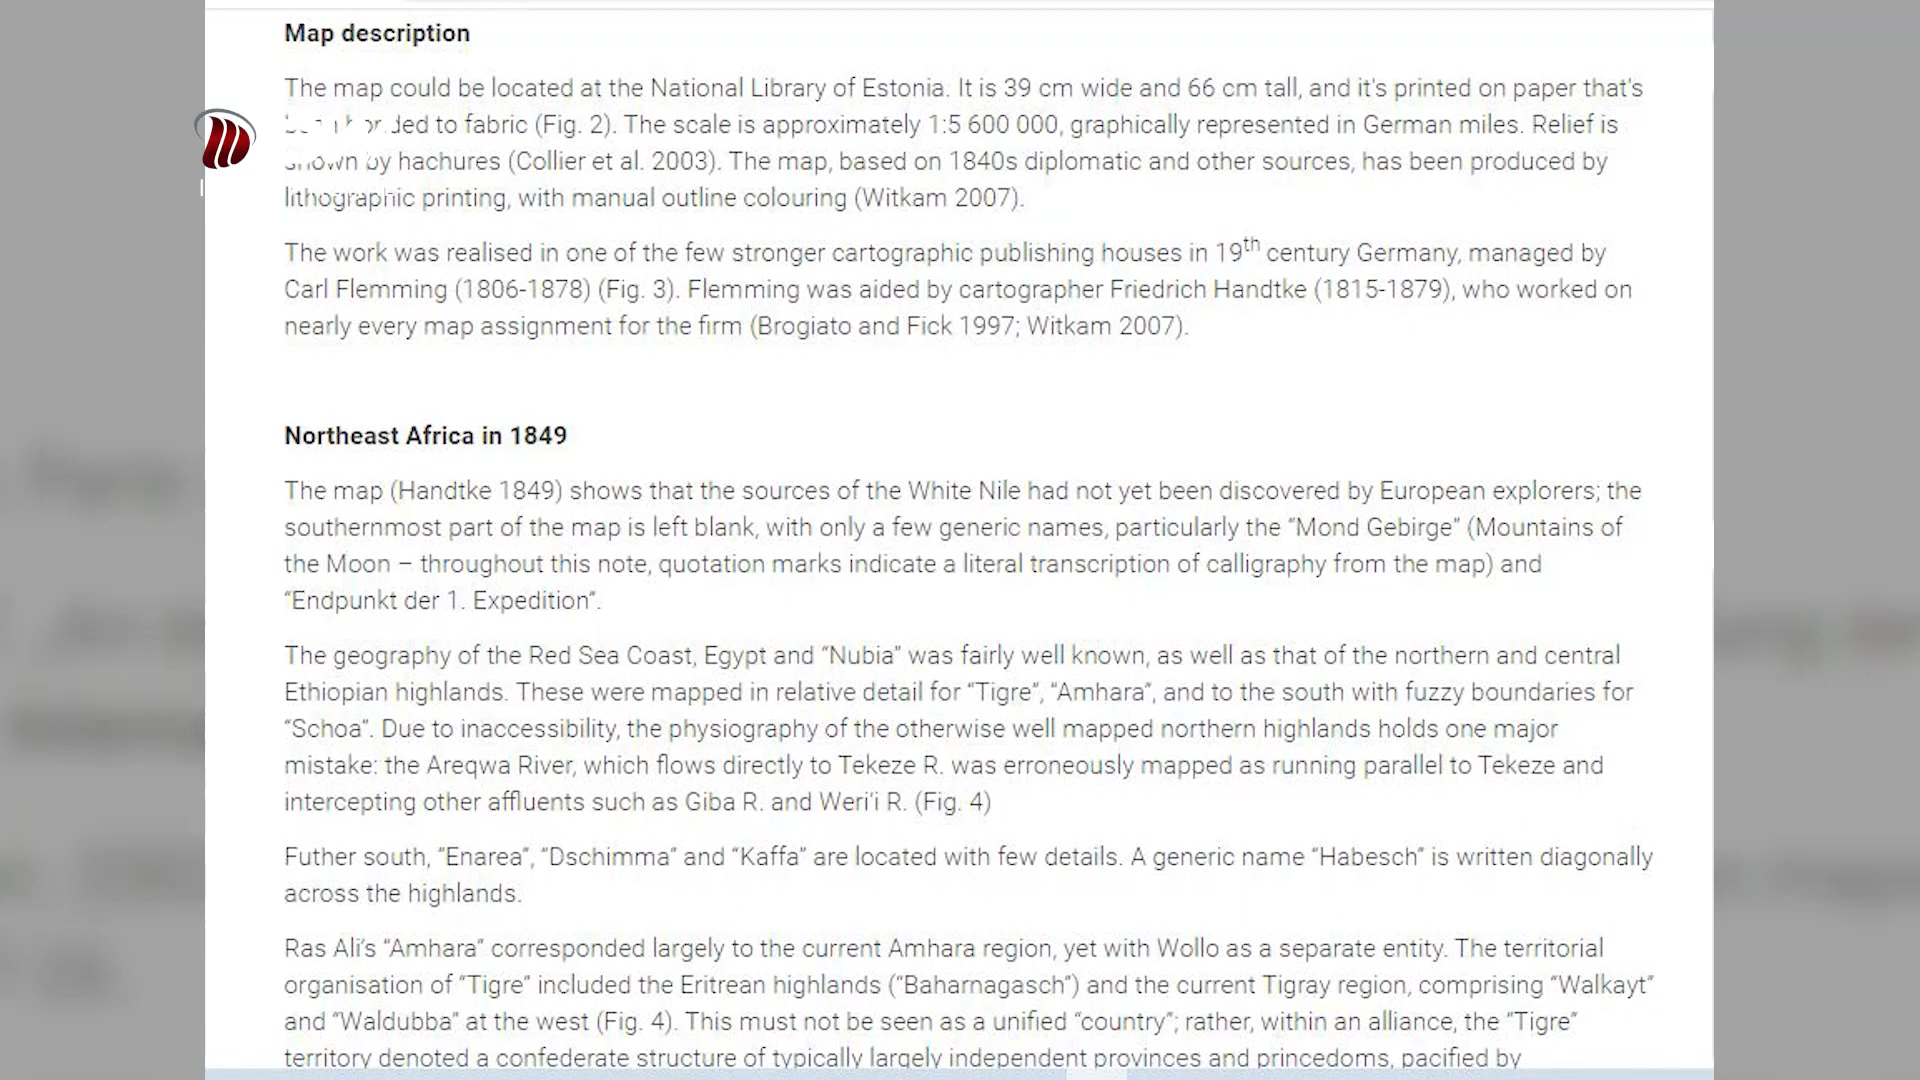 Map description
The map could be located at the National Library of Estonia. It is 39 cm wide and 66 cm tall, and it's printed on paper that's
to fabric (Fig. 2). The scale is approximately 1:5 600 000, graphically represented in German miles. Relief is
by hachures (Collier et al. 2003). The map, based on 1840s diplomatic and other sources, has been produced by
lithographic printing, with manual outline colouring (Witkam 2007).
The work was realised in one of the few stronger cartographic publishing houses in 19th century Germany, managed by
Carl Flemming (1806-1878) (Fig. 3). Flemming was aided by cartographer Friedrich Handtke (1815-1879), who worked on
nearly every map assignment for the firm (Brogiato and Fick 1997; Witkam 2007).
Northeast Africa in 1849
The map (Handtke 1849) shows that the sources of the White Nile had not yet been discovered by European explorers; the
southernmost part of the map is left blank, with only a few generic names, particularly the “Mond Gebirge” (Mountains of
the Moon – throughout this note, quotation marks indicate a literal transcription of calligraphy from the map) and
“Endpunkt der 1. Expedition”.
The geography of the Red Sea Coast, Egypt and “Nubia” was fairly well known, as well as that of the northern and central
Ethiopian highlands. These were mapped in relative detail for “Tigre”, “Amhara”, and to the south with fuzzy boundaries for
“Schoa”. Due to inaccessibility, the physiography of the otherwise well mapped northern highlands holds one major
mistake: the Areqwa River, which flows directly to Tekeze R. was erroneously mapped as running parallel to Tekeze and
intercepting other affluents such as Giba R. and Weri’i R. (Fig. 4)
Futher south, “Enarea”, “Dschimma” and “Kaffa” are located with few details. A generic name “Habesch” is written diagonally
across the highlands.
Ras Ali’s “Amhara” corresponded largely to the current Amhara region, yet with Wollo as a separate entity. The territorial
organisation of “Tigre” included the Eritrean highlands (“Baharnagasch”) and the current Tigray region, comprising “Walkayt”
and “Waldubba” at the west (Fig. 4). This must not be seen as a unified “country”; rather, within an alliance, the “Tigre”
territory denoted a confederate structure of typically largely independent provinces and princedoms, pacified by